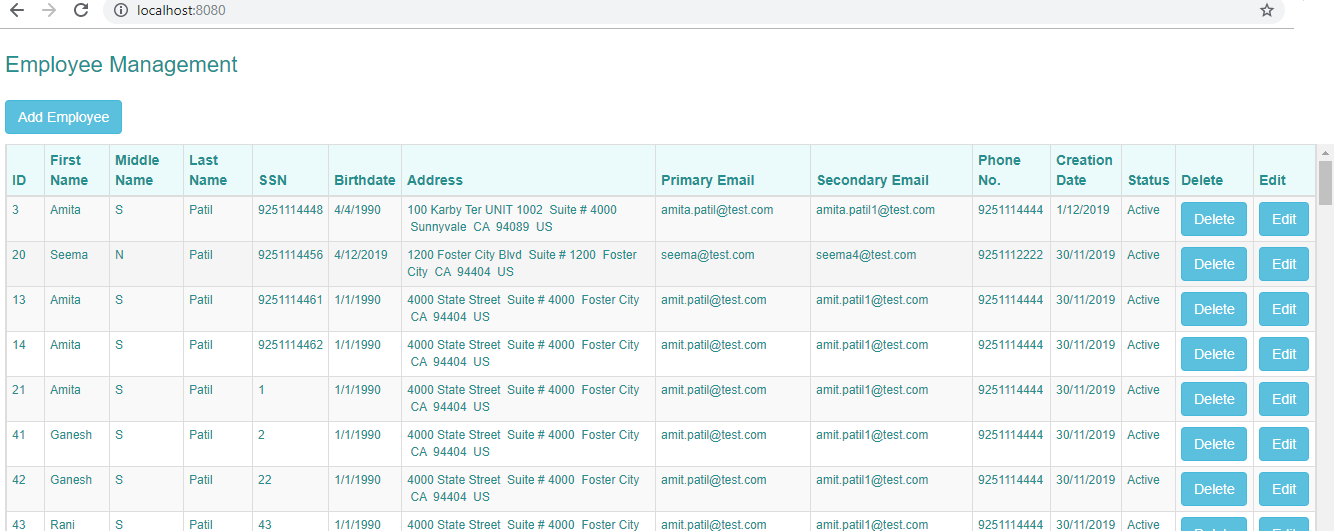 localhost:8080
Employee Management
Add Employee
ID First Name Middle Name Last Name SSN Birthdate Address Primary Email Secondary Email Phone No. Creation Date Status Delete Edit
3 Amita S Patil 9251114448 4/4/1990 100 Karby Ter UNIT 1002 Suite # 4000 Sunnyvale CA 94089 US amita.patil@test.com amita.patil1@test.com 9251114444 1/12/2019 Active Delete Edit
20 Seema N Patil 9251114456 4/12/2019 1200 Foster City Blvd Suite # 1200 Foster City CA 94404 US seema@test.com seema4@test.com 9251112222 30/11/2019 Active Delete Edit
13 Amita S Patil 9251114461 1/1/1990 4000 State Street Suite # 4000 Foster City CA 94404 US amit.patil@test.com amit.patil1@test.com 9251114444 30/11/2019 Active Delete Edit
14 Amita S Patil 9251114462 1/1/1990 4000 State Street Suite # 4000 Foster City CA 94404 US amit.patil@test.com amit.patil1@test.com 9251114444 30/11/2019 Active Delete Edit
21 Amita S Patil 1 1/1/1990 4000 State Street Suite # 4000 Foster City CA 94404 US amit.patil@test.com amit.patil1@test.com 9251114444 30/11/2019 Active Delete Edit
41 Ganesh S Patil 2 1/1/1990 4000 State Street Suite # 4000 Foster City CA 94404 US amit.patil@test.com amit.patil1@test.com 9251114444 30/11/2019 Active Delete Edit
42 Ganesh S Patil 22 1/1/1990 4000 State Street Suite # 4000 Foster City CA 94404 US amit.patil@test.com amit.patil1@test.com 9251114444 30/11/2019 Active Delete Edit
43 Rani S Patil 43 1/1/1990 4000 State Street Suite # 4000 Foster City amit.patil@test.com amit.patil1@test.com 9251114444 30/11/2019 Active